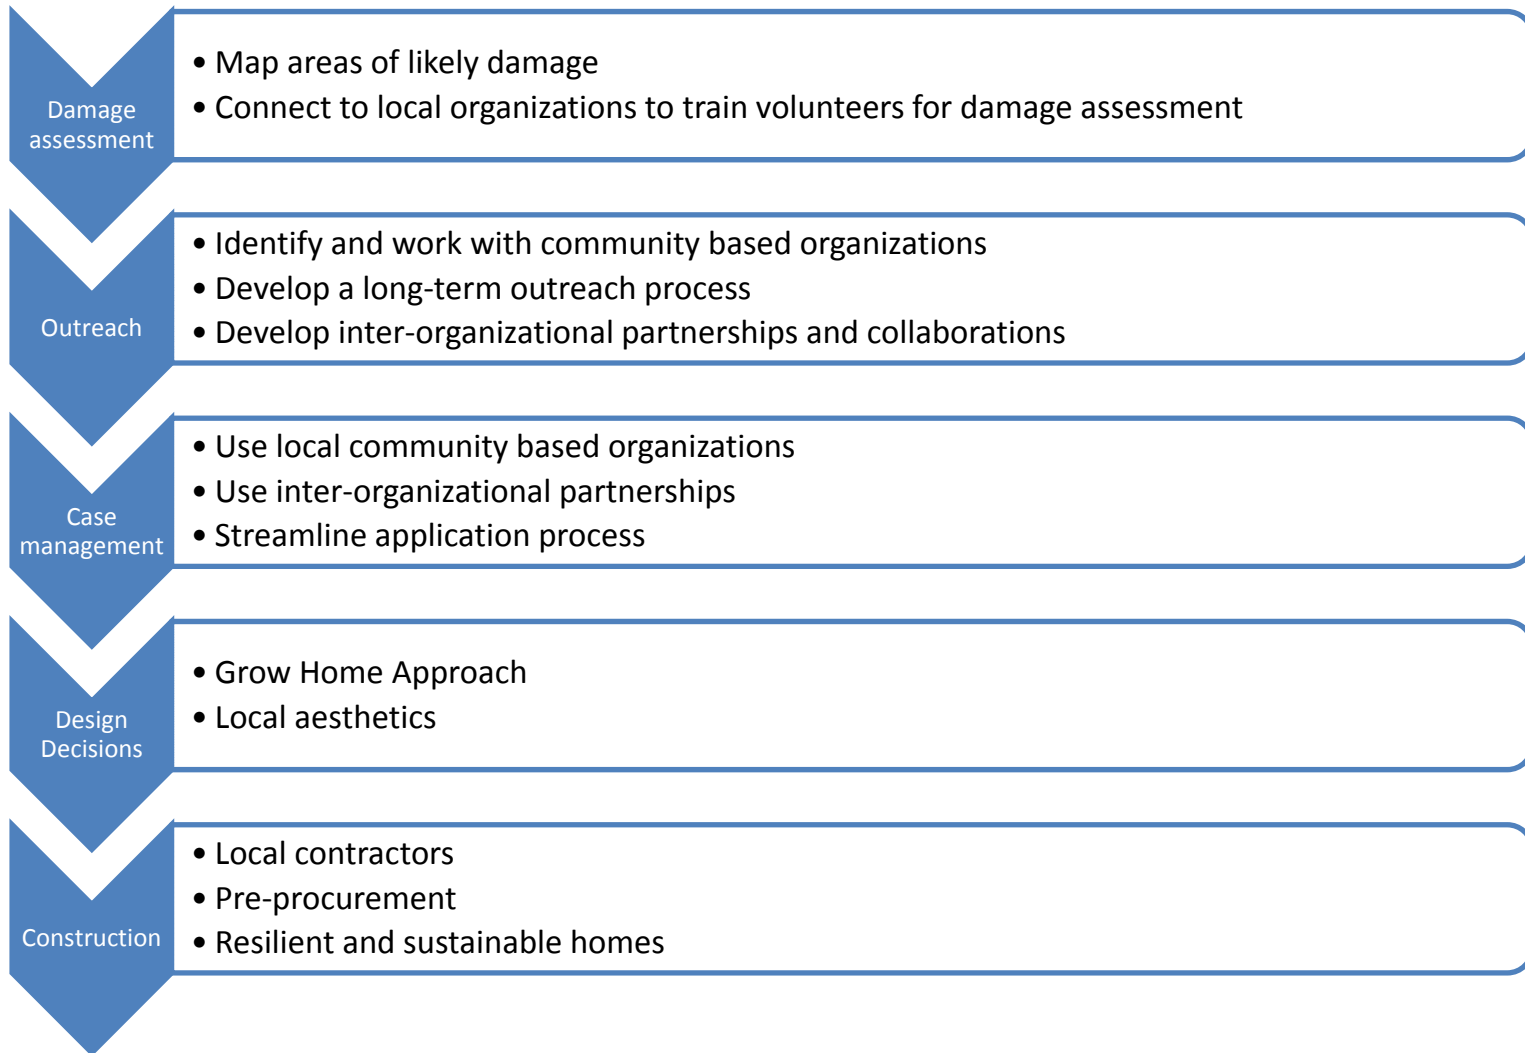 Damage
assessment
• Map areas of likely damage
• Connect to local organizations to train volunteers for damage assessment
Outreach
• Identify and work with community based organizations
• Develop a long-term outreach process
• Develop inter-organizational partnerships and collaborations
Case
management
• Use local community based organizations
• Use inter-organizational partnerships
• Streamline application process
Design
Decisions
• Grow Home Approach
• Local aesthetics
Construction
• Local contractors
• Pre-procurement
• Resilient and sustainable homes